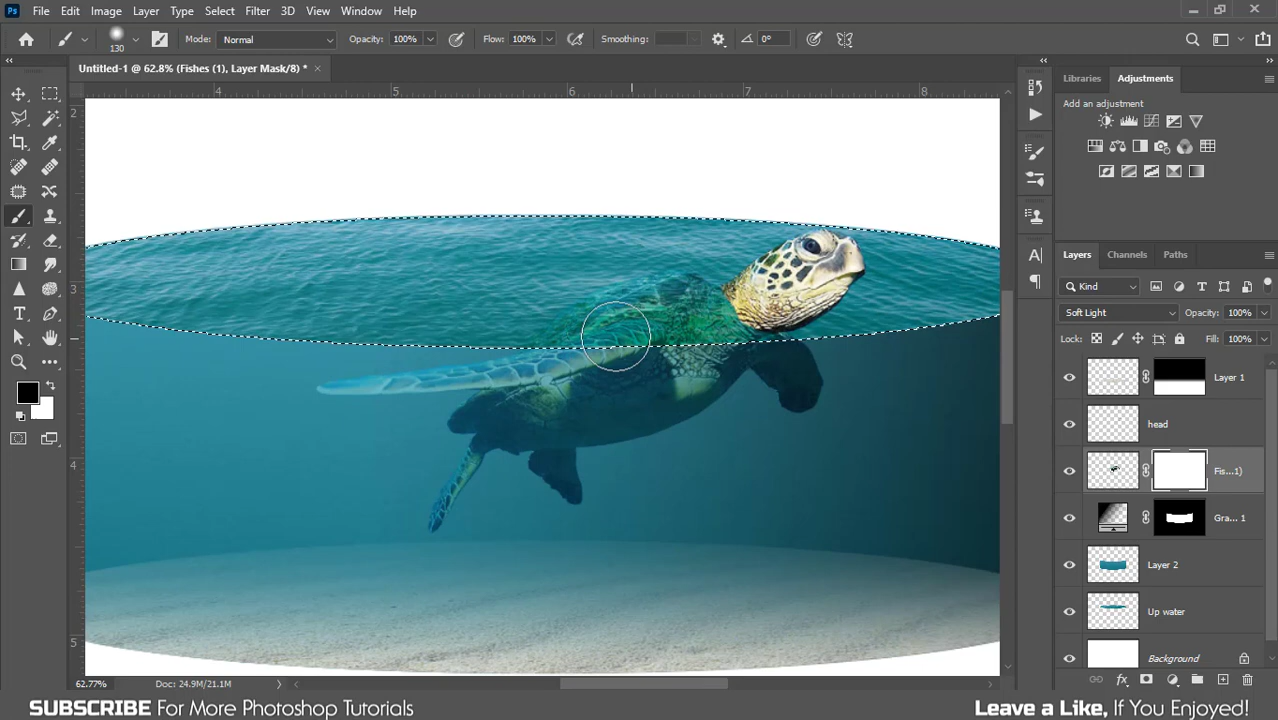 Ps File Edit Image Layer Type Select Filter 3D View Window Help
130 Mode: Normal Opacity: 100% Flow: 100% Smoothing: 0°
Untitled-1 @ 62.8% (Fishes (1), Layer Mask/8) * ×
4 5 6 7 8
2
3
4
5
Libraries Adjustments
Add an adjustment
Layers Channels Paths
Kind
Soft Light Opacity: 100%
Lock: Fill: 100%
Layer 1
head
Fis...1)
Gra... 1
Layer 2
Up water
Background
62.77% Doc: 24.9M/21.1M
SUBSCRIBE For More Photoshop Tutorials
Leave a Like, If You Enjoyed!